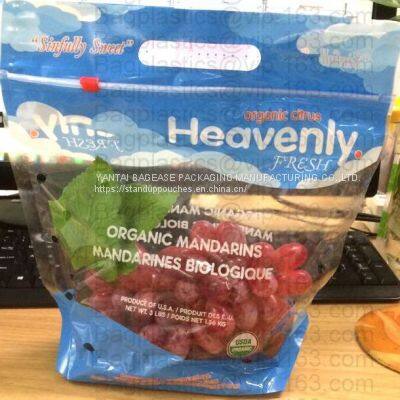 "Sinfully Sweet"
organic citrus
Heavenly
FRESH
YANTAI BAGEASE PACKAGING MANUFACTURING CO.,LTD.
https://standuppouches.en.china.cn/
ORGANIC MANDARINS
MANDARINES BIOLOGIQUE
PRODUCT OF U.S.A. / PRODUIT DES É.U.
NET WT. 3 LBS / POIDS NET 1.36 KG
USDA
ORGANIC